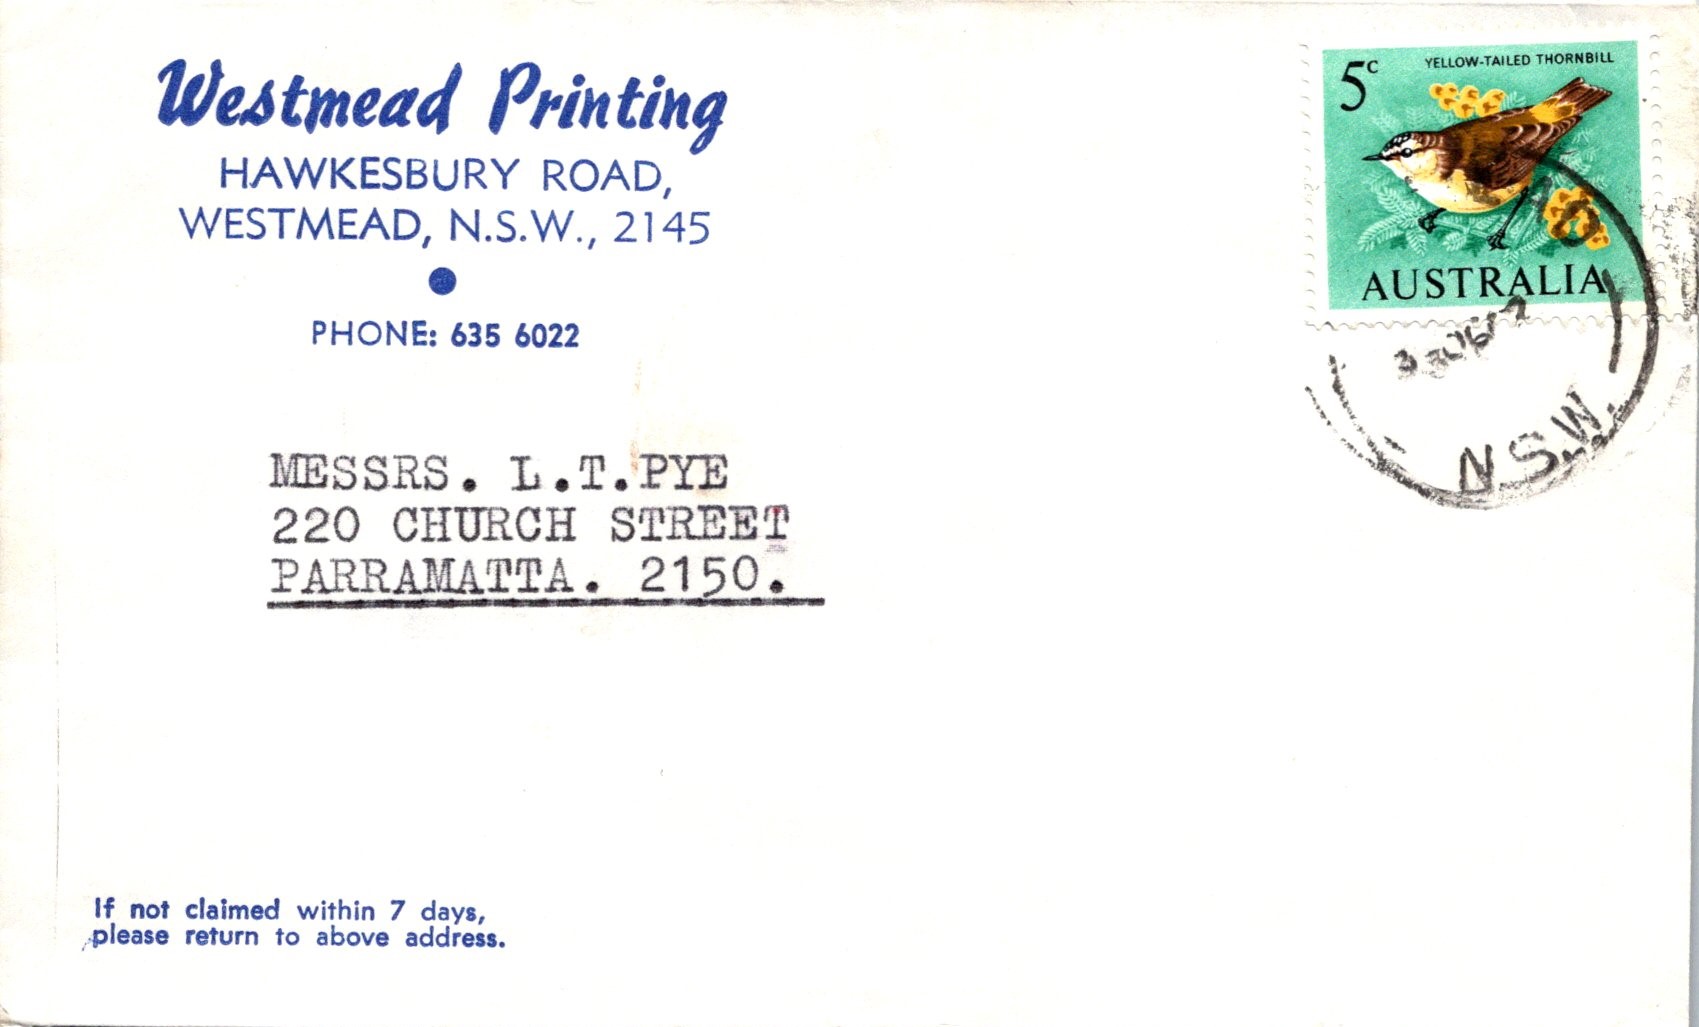 Westmead Printing
HAWKESBURY ROAD,
WESTMEAD, N.S.W., 2145
PHONE: 635 6022
5c
YELLOW-TAILED THORNBILL
AUSTRALIA
N.S.W.
MESSRS. L.T.PYE
220 CHURCH STREET
PARRAMATTA. 2150.
If not claimed within 7 days,
please return to above address.